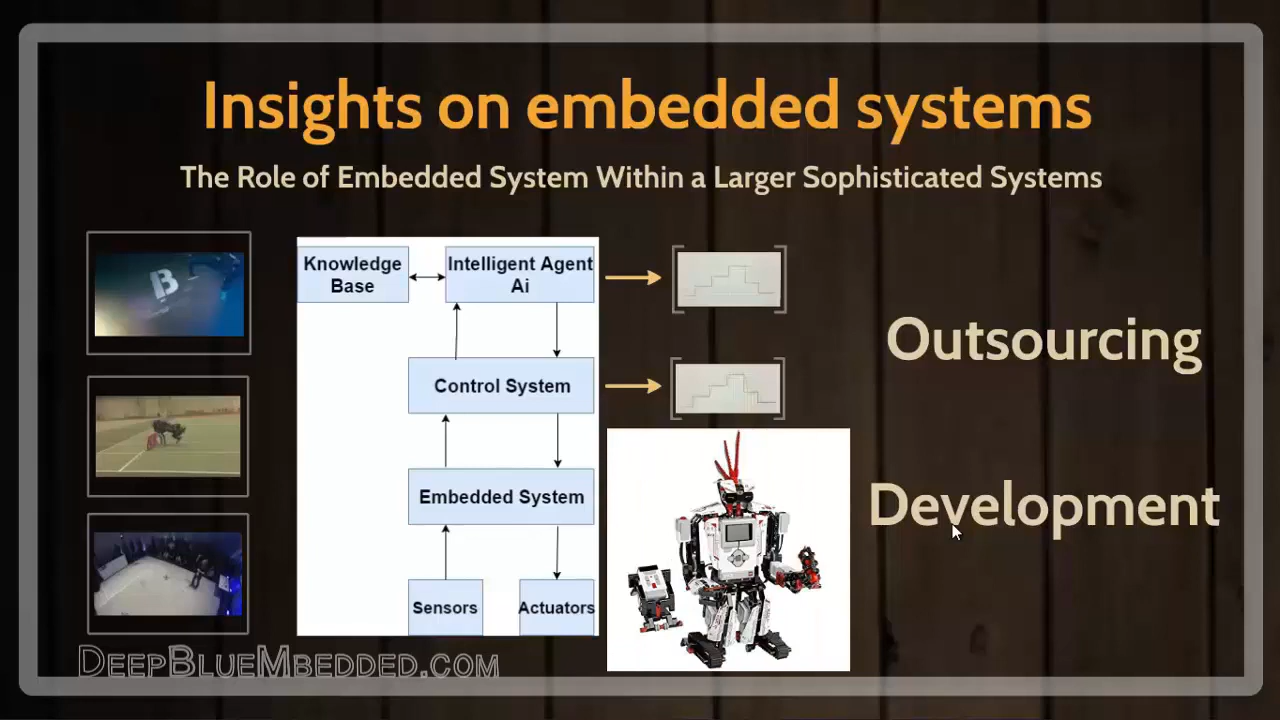 Insights on embedded systems
The Role of Embedded System Within a Larger Sophisticated Systems
B
Knowledge
Base
Intelligent Agent
Ai
Control System
Embedded System
Sensors
Actuators
Outsourcing
Development
DEEPBLUEMBEDDED.COM